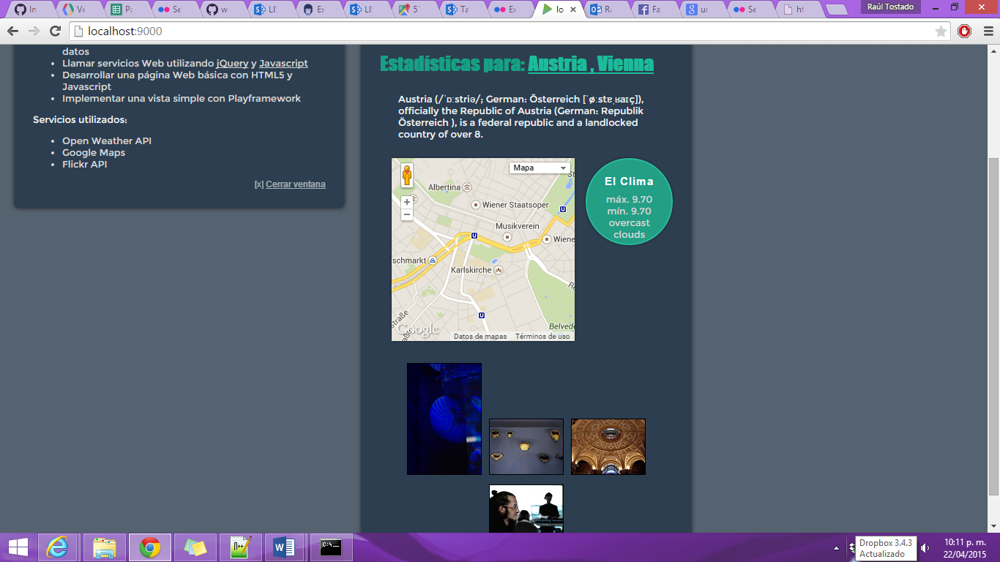 In
Ve
Pa
Se
w
LI
Ex
LI
5
Ta
Ex
lo
Ra
Fa
ur
Se
ht
Raúl Tostado
localhost:9000
datos
Llamar servicios Web utilizando jQuery y Javascript
Desarrollar una página Web básica con HTML5 y
Javascript
Implementar una vista simple con Playframework
Servicios utilizados:
Open Weather API
Google Maps
Flickr API
[x] Cerrar ventana
Estadísticas para: Austria , Vienna
Austria (/ˈɒːstriə/; German: Österreich [ˈøːstɐˌʁaɪç]),
officially the Republic of Austria (German: Republik
Österreich ), is a federal republic and a landlocked
country of over 8.
Mapa
Albertina
Wiener Staatsoper
Musikverein
Wiene
schmarkt
Karlskirche
straße
Belvede
Google
Datos de mapas
Términos de uso
El Clima
máx. 9.70
mín. 9.70
overcast
clouds
Dropbox 3.4.3
Actualizado
10:11 p. m.
22/04/2015